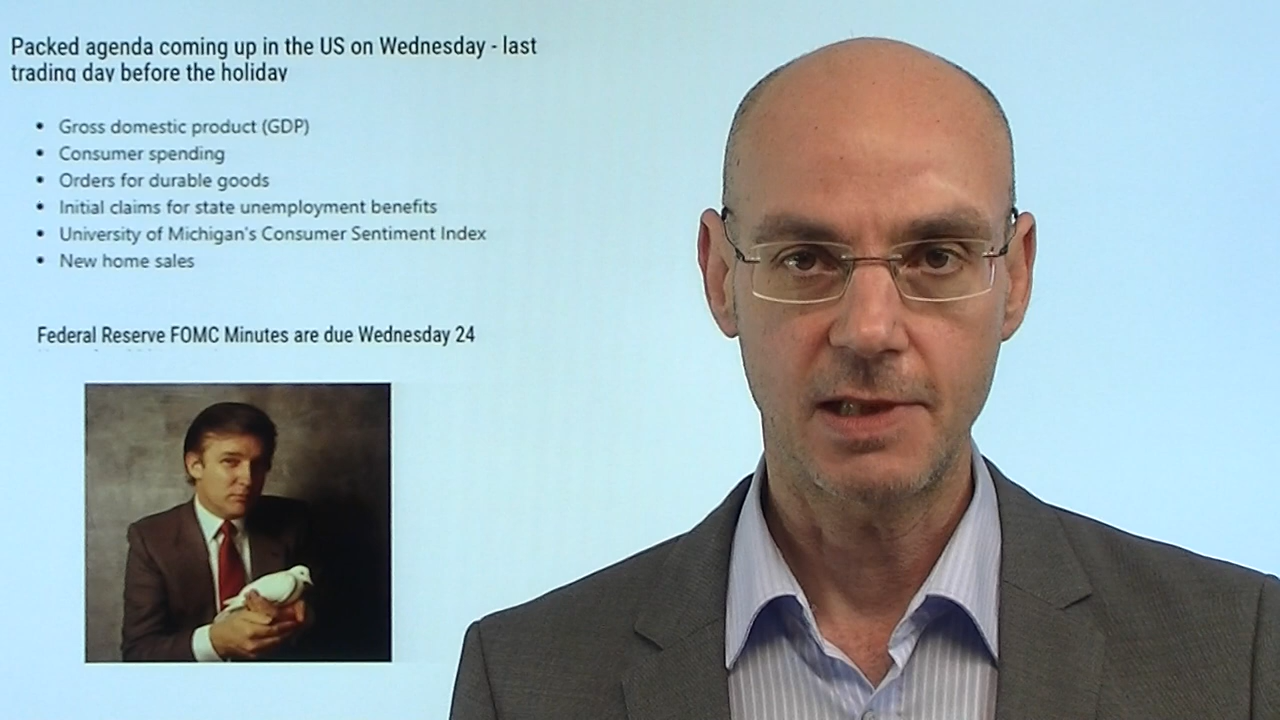 Packed agenda coming up in the US on Wednesday - last
trading day before the holiday
• Gross domestic product (GDP)
• Consumer spending
• Orders for durable goods
• Initial claims for state unemployment benefits
• University of Michigan's Consumer Sentiment Index
• New home sales
Federal Reserve FOMC Minutes are due Wednesday 24